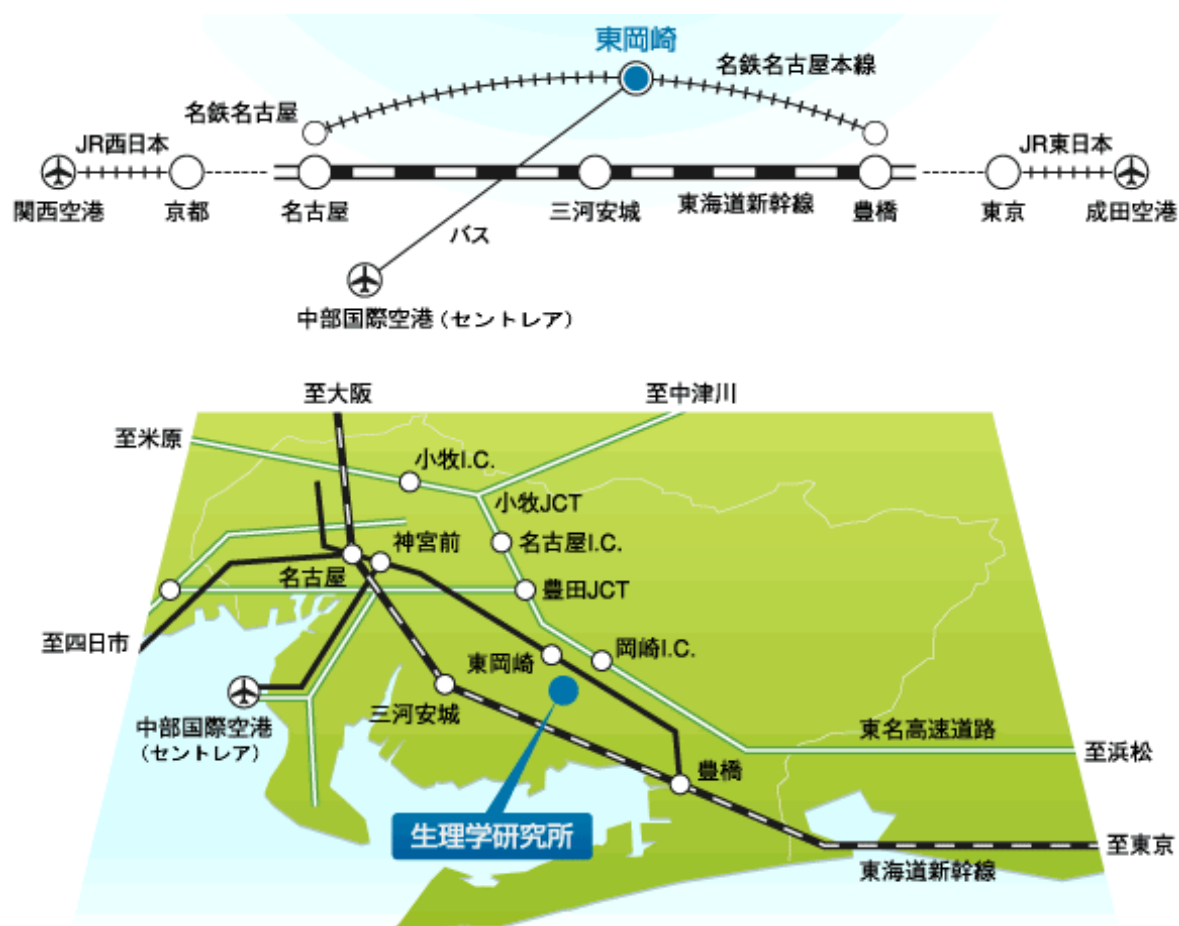 東岡崎
名鉄名古屋本線
名鉄名古屋
JR西日本
JR東日本
関西空港
京都
名古屋
三河安城
東海道新幹線
豊橋
東京
成田空港
バス
中部国際空港（セントレア）
至大阪
至中津川
至米原
小牧I.C.
小牧JCT
神宮前
名古屋I.C.
名古屋
豊田JCT
至四日市
東岡崎
岡崎I.C.
三河安城
中部国際空港
（セントレア）
東名高速道路
至浜松
豊橋
生理学研究所
至東京
東海道新幹線